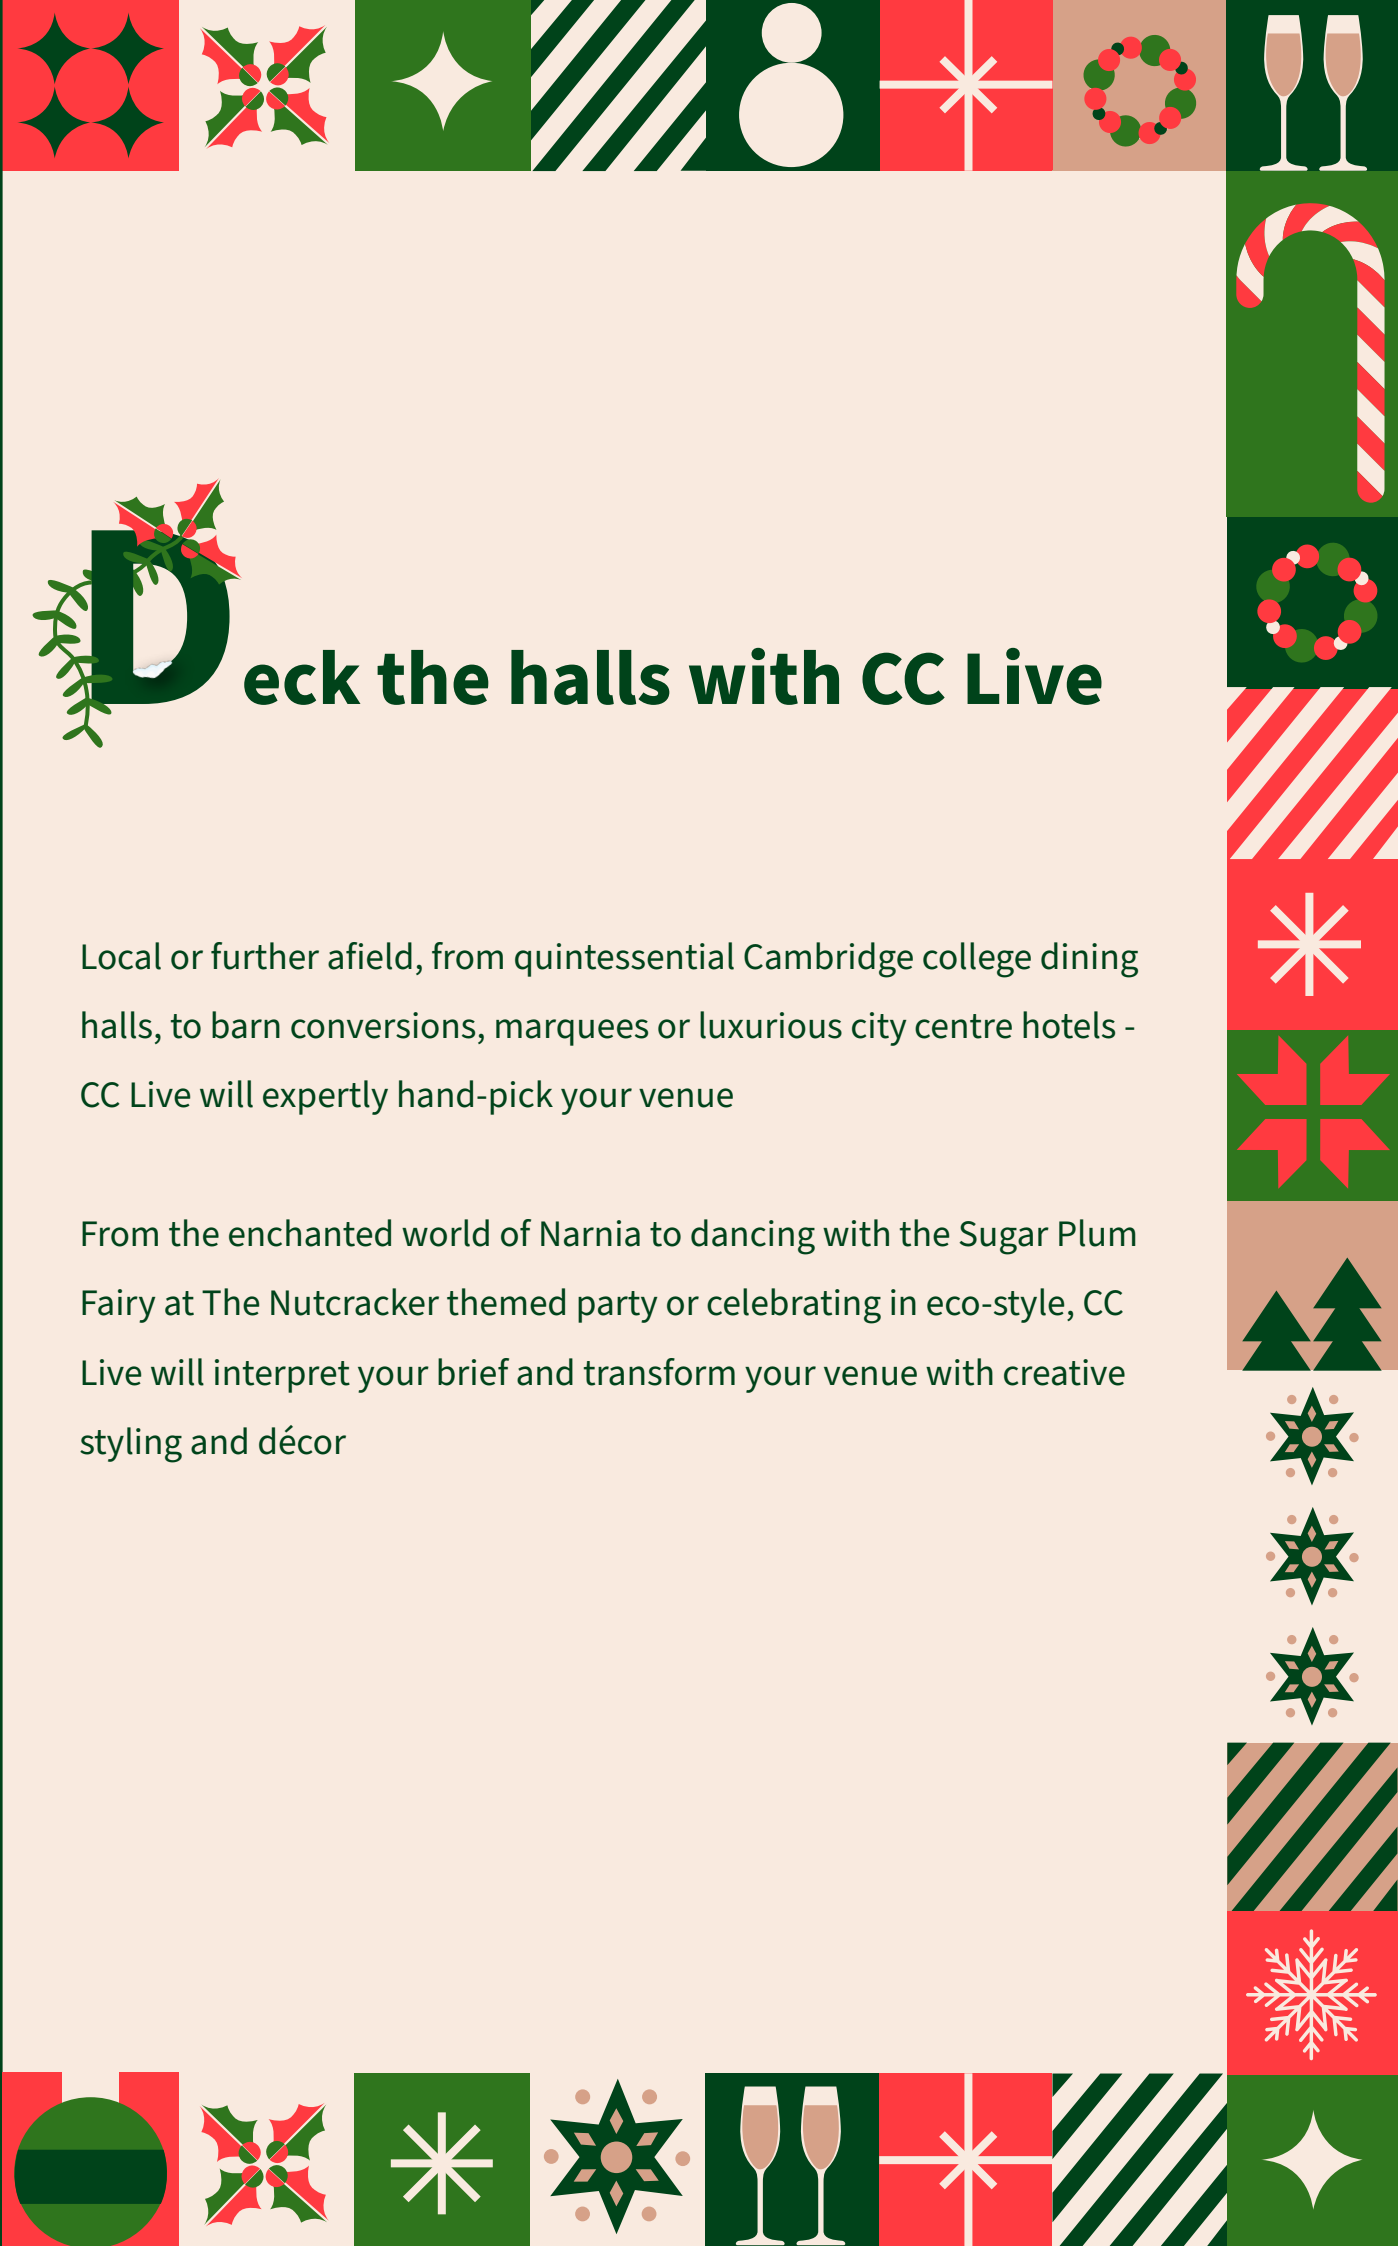 Deck the halls with CC Live
Local or further afield, from quintessential Cambridge college dining
halls, to barn conversions, marquees or luxurious city centre hotels -
CC Live will expertly hand-pick your venue
From the enchanted world of Narnia to dancing with the Sugar Plum
Fairy at The Nutcracker themed party or celebrating in eco-style, CC
Live will interpret your brief and transform your venue with creative
styling and décor